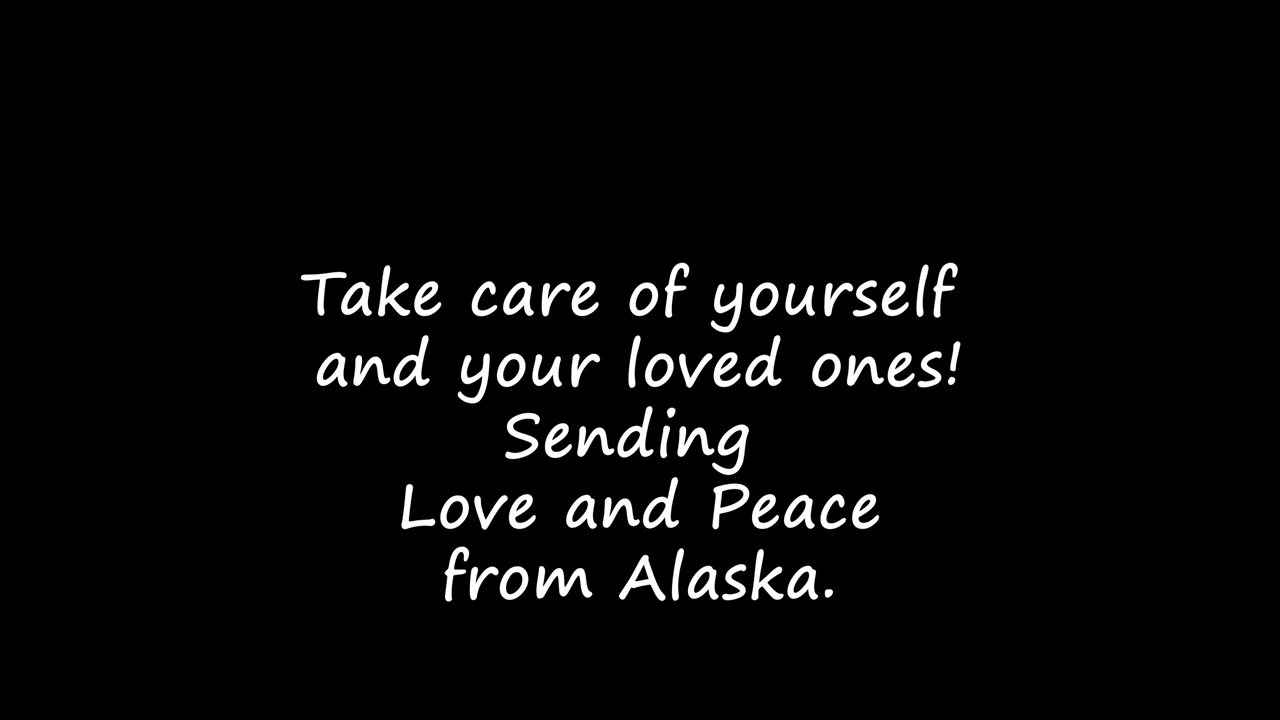 Take care of yourself
and your loved ones!
Sending
Love and Peace
from Alaska.